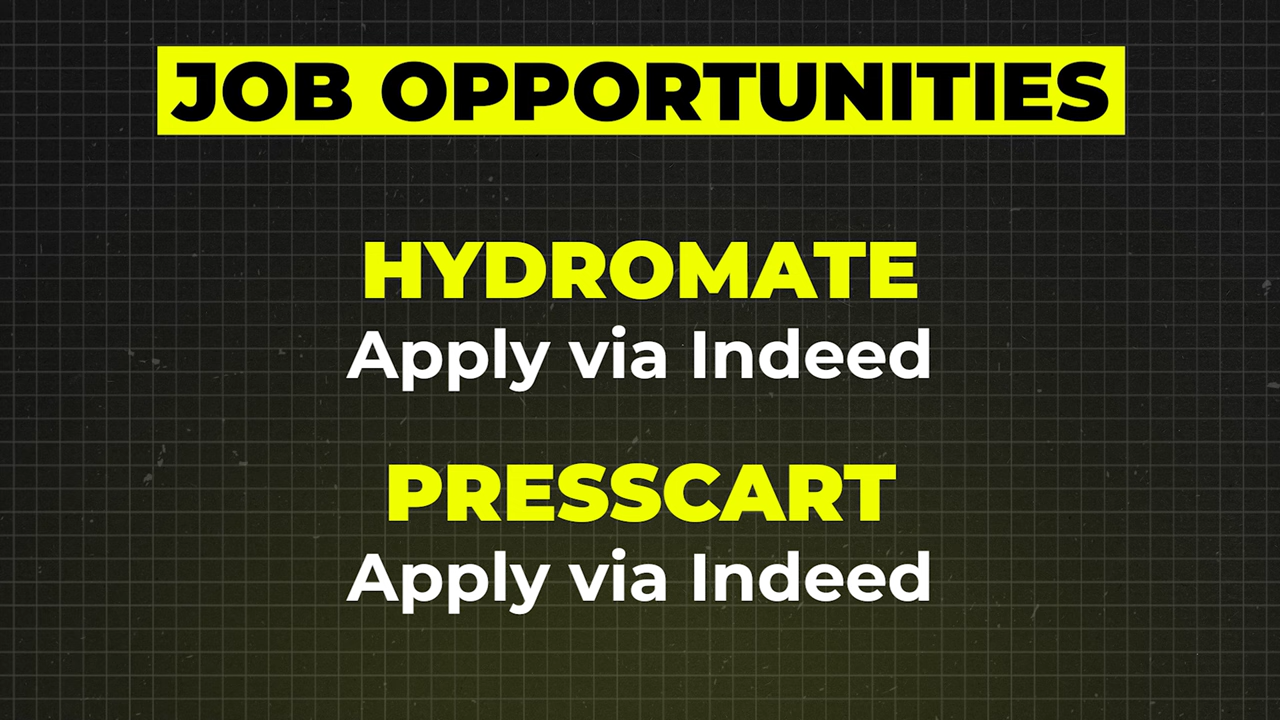 JOB OPPORTUNITIES
HYDROMATE
Apply via Indeed
PRESSCART
Apply via Indeed